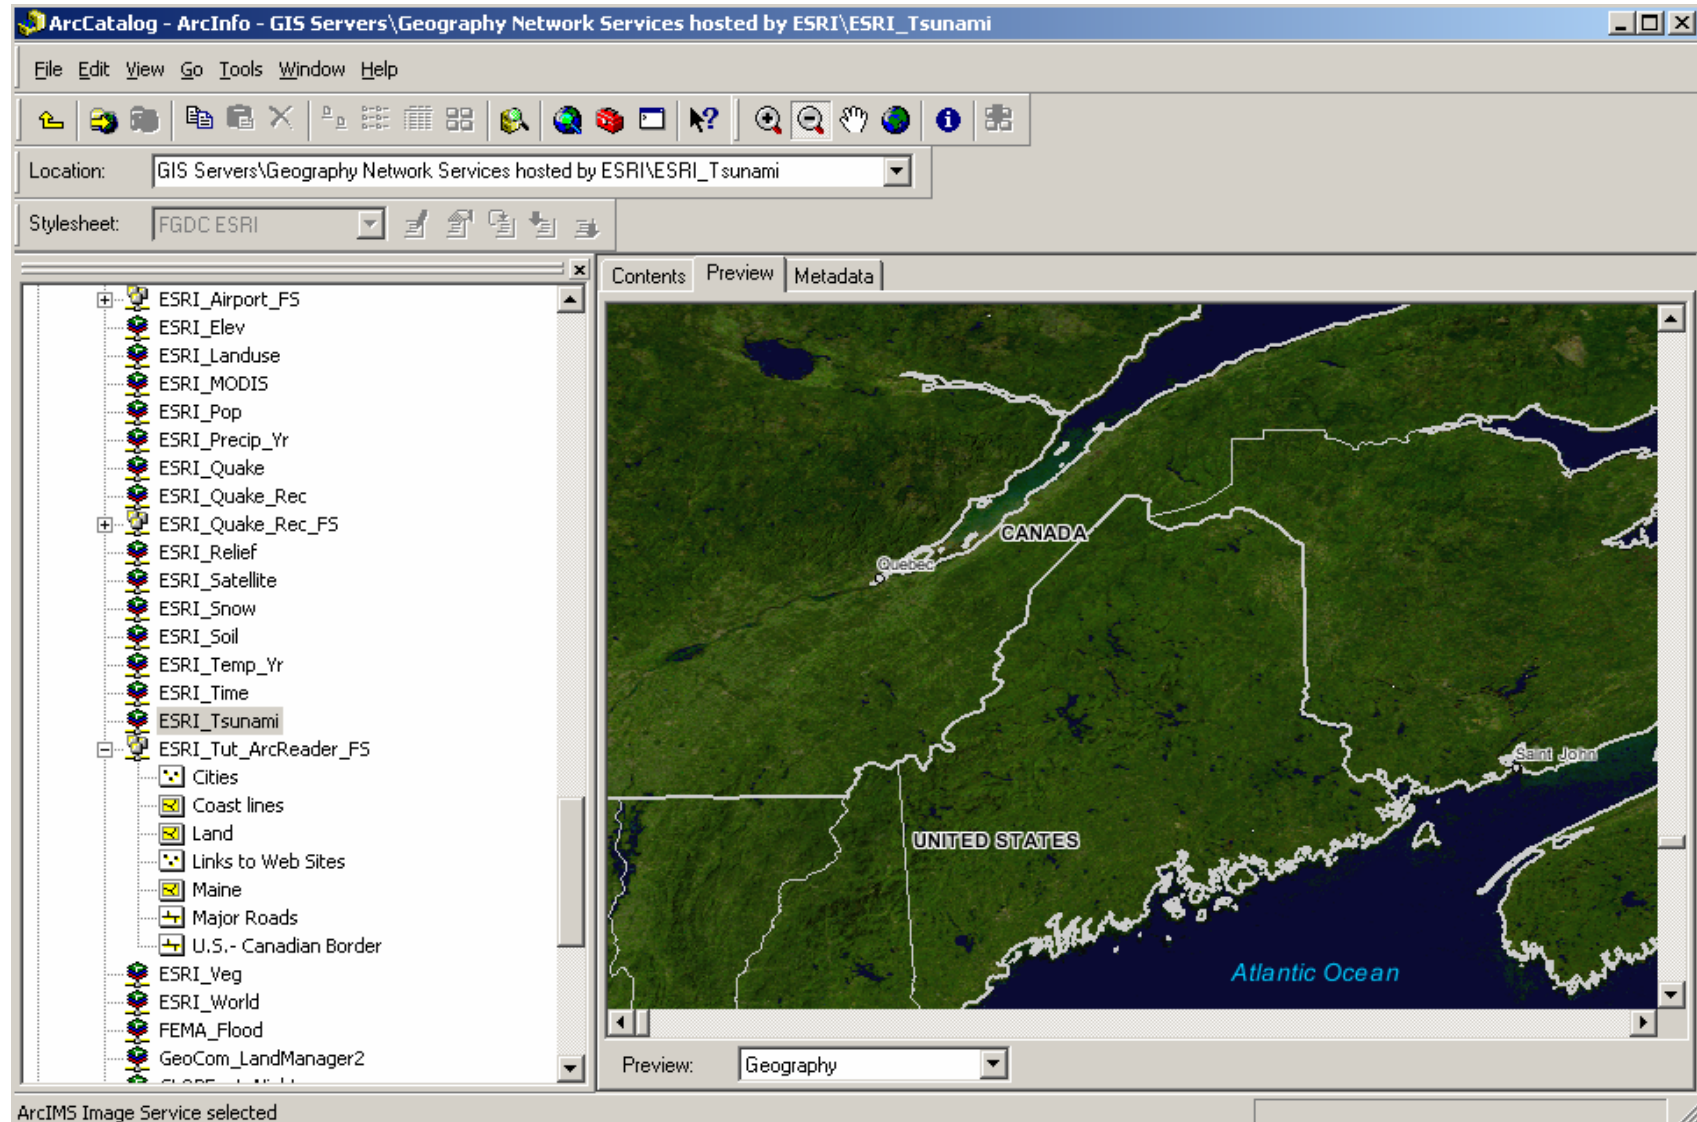 ArcCatalog - ArcInfo - GIS Servers\Geography Network Services hosted by ESRI\ESRI_Tsunami
File Edit View Go Tools Window Help
Location: GIS Servers\Geography Network Services hosted by ESRI\ESRI_Tsunami
Stylesheet: FGDC ESRI
ESRI_Airport_FS
ESRI_Elev
ESRI_Landuse
ESRI_MODIS
ESRI_Pop
ESRI_Precip_Yr
ESRI_Quake
ESRI_Quake_Rec
ESRI_Quake_Rec_FS
ESRI_Relief
ESRI_Satellite
ESRI_Snow
ESRI_Soil
ESRI_Temp_Yr
ESRI_Time
ESRI_Tsunami
ESRI_Tut_ArcReader_FS
Cities
Coast lines
Land
Links to Web Sites
Maine
Major Roads
U.S.- Canadian Border
ESRI_Veg
ESRI_World
FEMA_Flood
GeoCom_LandManager2
Contents Preview Metadata
CANADA
Quebec
Saint John
UNITED STATES
Atlantic Ocean
Preview: Geography
ArcIMS Image Service selected